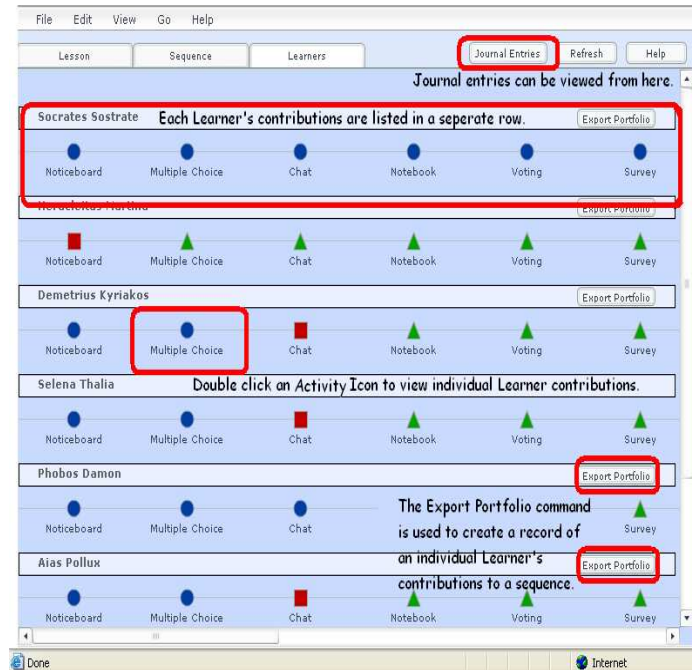 File Edit View Go Help
Lesson Sequence Learners Journal Entries Refresh Help
Journal entries can be viewed from here.
Socrates Sostrate Each Learner's contributions are listed in a seperate row. Export Portfolio
Noticeboard Multiple Choice Chat Notebook Voting Survey
Export Portfolio
Noticeboard Multiple Choice Chat Notebook Voting Survey
Demetrius Kyriakos Export Portfolio
Noticeboard Multiple Choice Chat Notebook Voting Survey
Selena Thalia Double click an Activity Icon to view individual Learner contributions.
Noticeboard Multiple Choice Chat Notebook Voting Survey
Phobos Damon Export Portfolio
The Export Portfolio command
Noticeboard Multiple Choice Chat is used to create a record of Survey
Aias Pollux an individual Learner's Export Portfolio
contributions to a sequence.
Noticeboard Multiple Choice Chat Notebook Voting Survey
Done Internet